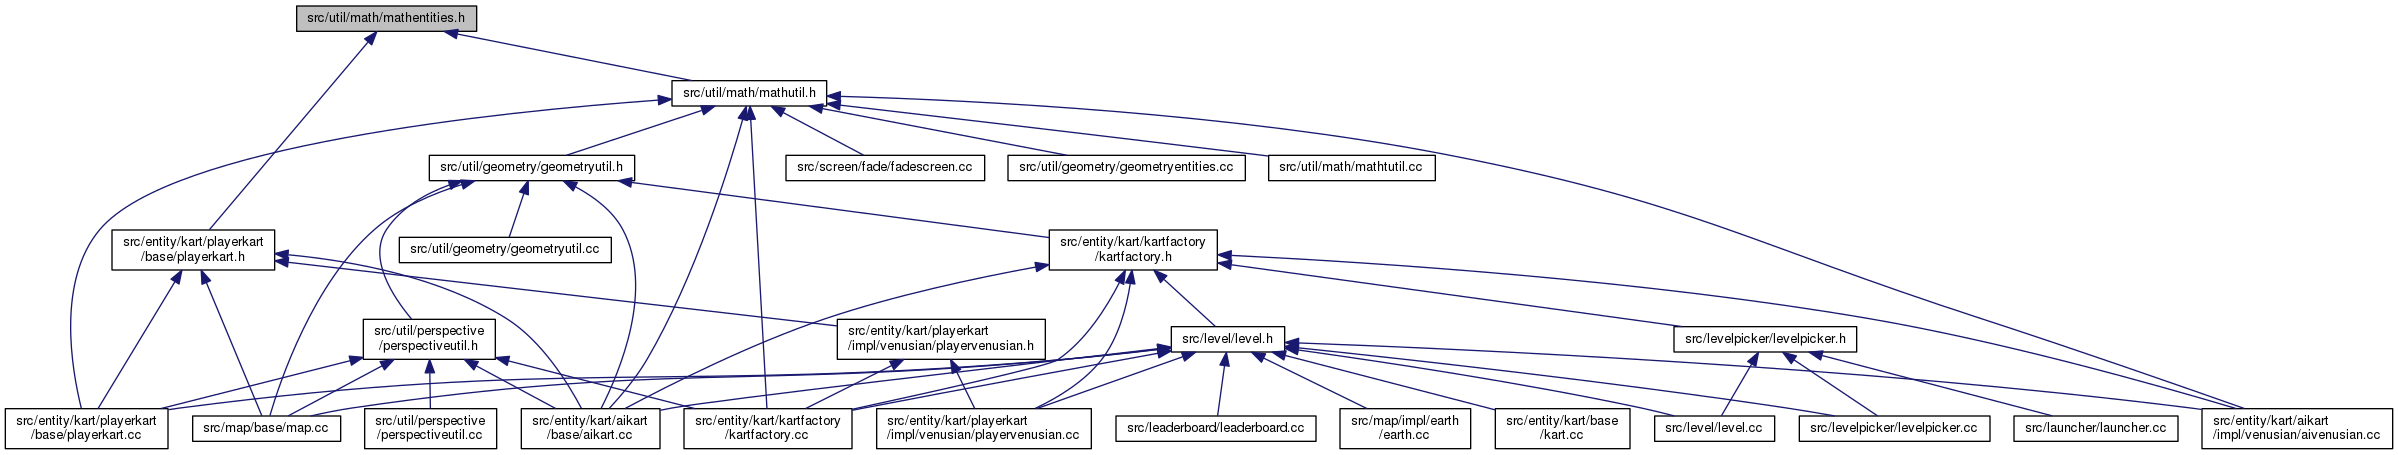 src/util/math/mathentities.h
src/util/math/mathutil.h
src/util/geometry/geometryutil.h
src/screen/fade/fadescreen.cc
src/util/geometry/geometryentities.cc
src/util/math/mathtutil.cc
src/entity/kart/playerkart
/base/playerkart.h
src/util/geometry/geometryutil.cc
src/entity/kart/kartfactory
/kartfactory.h
src/util/perspective
/perspectiveutil.h
src/entity/kart/playerkart
/impl/venusian/playervenusian.h
src/level/level.h
src/levelpicker/levelpicker.h
src/entity/kart/playerkart
/base/playerkart.cc
src/map/base/map.cc
src/util/perspective
/perspectiveutil.cc
src/entity/kart/aikart
/base/aikart.cc
src/entity/kart/kartfactory
/kartfactory.cc
src/entity/kart/playerkart
/impl/venusian/playervenusian.cc
src/leaderboard/leaderboard.cc
src/map/impl/earth
/earth.cc
src/entity/kart/base
/kart.cc
src/level/level.cc
src/levelpicker/levelpicker.cc
src/launcher/launcher.cc
src/entity/kart/aikart
/impl/venusian/aivenusian.cc